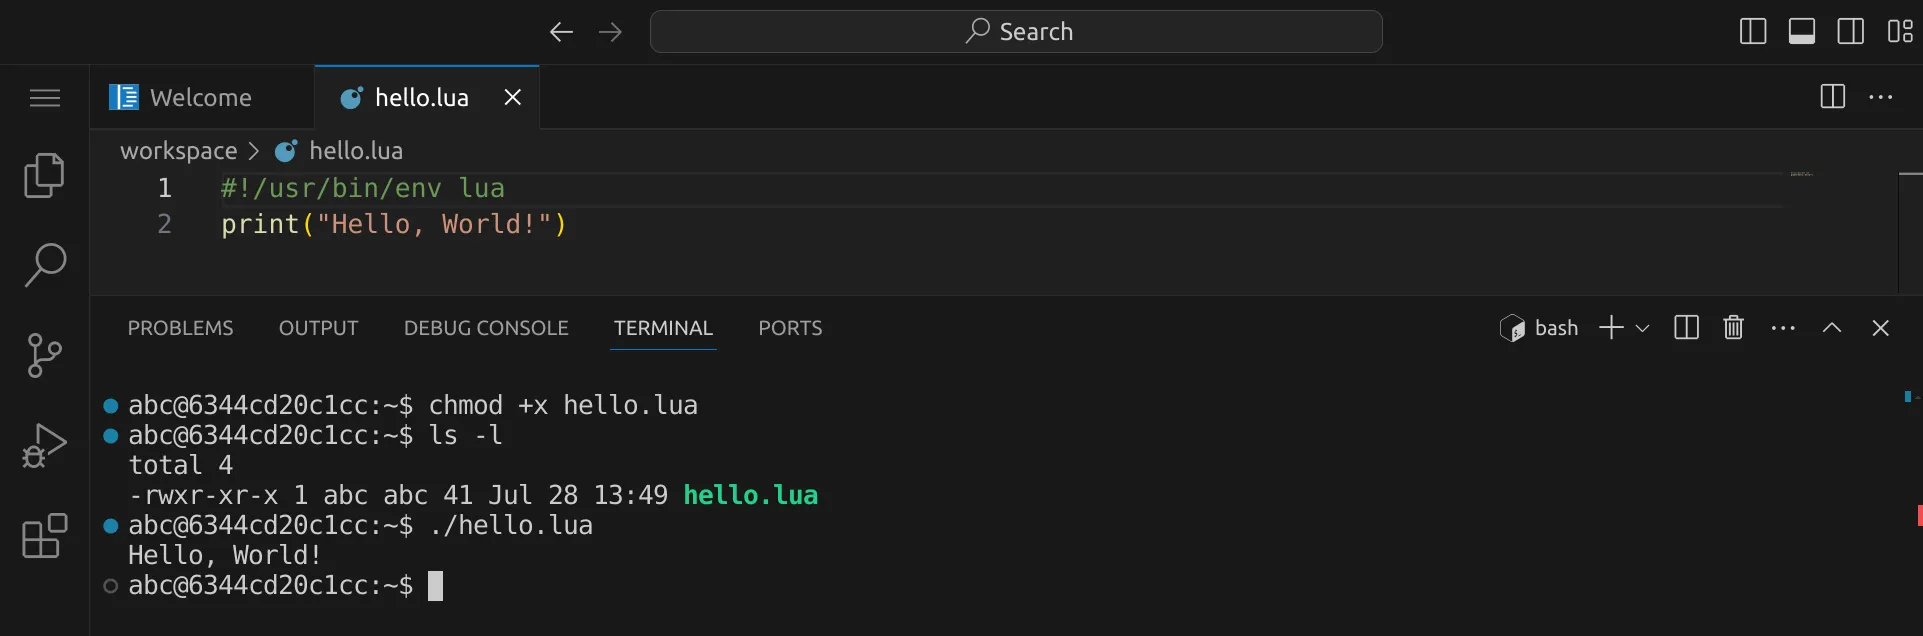 Search
Welcome
hello.lua
workspace > hello.lua
1 #!/usr/bin/env lua
2 print("Hello, World!")
PROBLEMS OUTPUT DEBUG CONSOLE TERMINAL PORTS
bash
abc@6344cd20c1cc:~$ chmod +x hello.lua
abc@6344cd20c1cc:~$ ls -l
total 4
-rwxr-xr-x 1 abc abc 41 Jul 28 13:49 hello.lua
abc@6344cd20c1cc:~$ ./hello.lua
Hello, World!
abc@6344cd20c1cc:~$